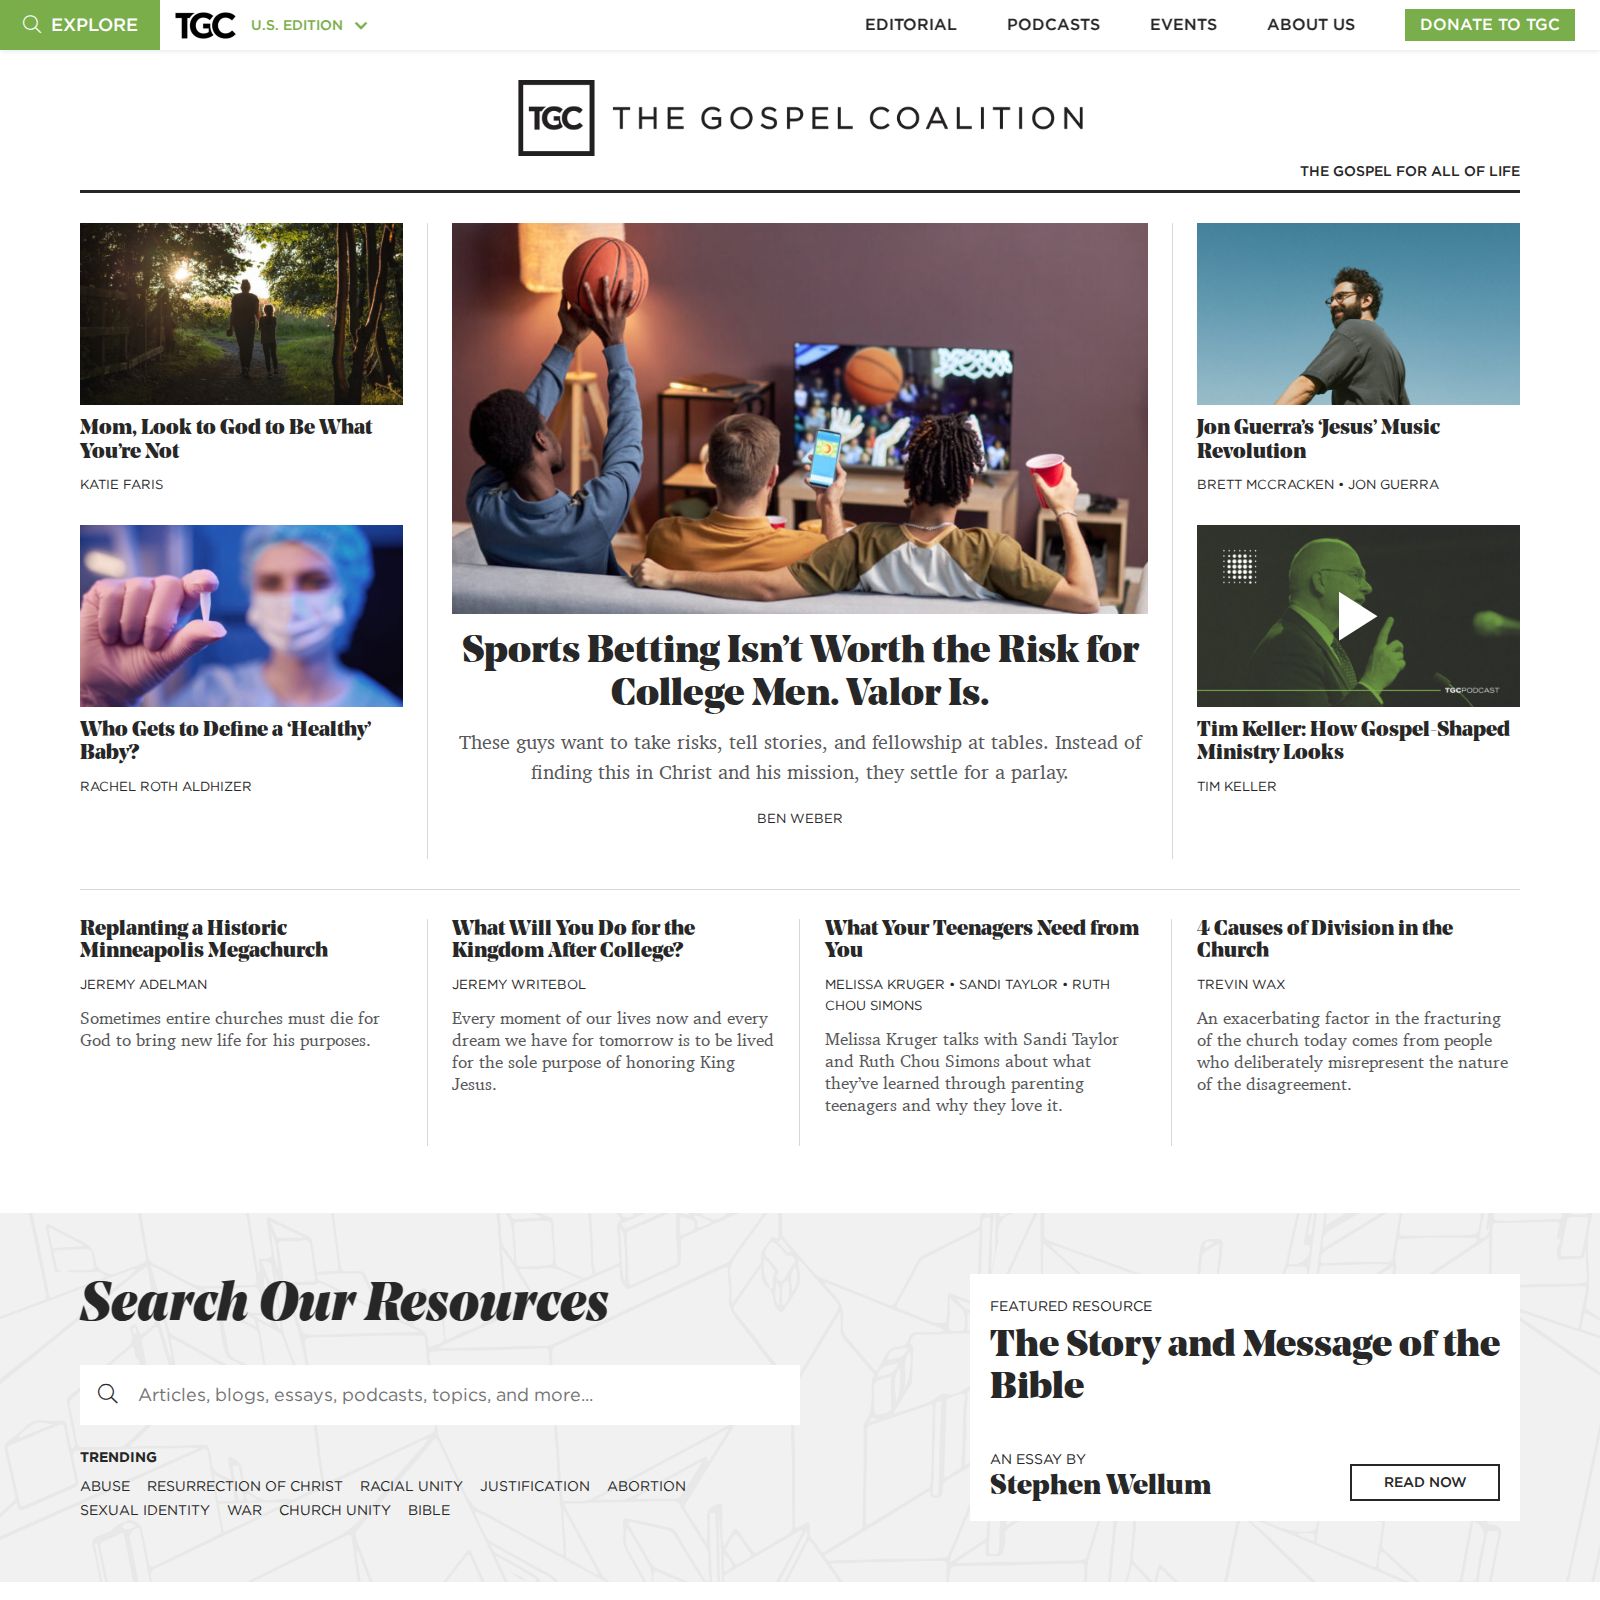 EXPLORE
TGC
U.S. EDITION
EDITORIAL
PODCASTS
EVENTS
ABOUT US
DONATE TO TGC
TGC
THE GOSPEL COALITION
THE GOSPEL FOR ALL OF LIFE
Mom, Look to God to Be What
You’re Not
KATIE FARIS
Who Gets to Define a ‘Healthy’
Baby?
RACHEL ROTH ALDHIZER
Sports Betting Isn’t Worth the Risk for
College Men. Valor Is.
These guys want to take risks, tell stories, and fellowship at tables. Instead of
finding this in Christ and his mission, they settle for a parlay.
BEN WEBER
Jon Guerra’s ‘Jesus’ Music
Revolution
BRETT MCCRACKEN • JON GUERRA
TGCPODCAST
Tim Keller: How Gospel-Shaped
Ministry Looks
TIM KELLER
Replanting a Historic
Minneapolis Megachurch
JEREMY ADELMAN
Sometimes entire churches must die for
God to bring new life for his purposes.
What Will You Do for the
Kingdom After College?
JEREMY WRITEBOL
Every moment of our lives now and every
dream we have for tomorrow is to be lived
for the sole purpose of honoring King
Jesus.
What Your Teenagers Need from
You
MELISSA KRUGER • SANDI TAYLOR • RUTH
CHOU SIMONS
Melissa Kruger talks with Sandi Taylor
and Ruth Chou Simons about what
they’ve learned through parenting
teenagers and why they love it.
4 Causes of Division in the
Church
TREVIN WAX
An exacerbating factor in the fracturing
of the church today comes from people
who deliberately misrepresent the nature
of the disagreement.
Search Our Resources
Articles, blogs, essays, podcasts, topics, and more...
TRENDING
ABUSE RESURRECTION OF CHRIST RACIAL UNITY JUSTIFICATION ABORTION
SEXUAL IDENTITY WAR CHURCH UNITY BIBLE
FEATURED RESOURCE
The Story and Message of the
Bible
AN ESSAY BY
Stephen Wellum
READ NOW